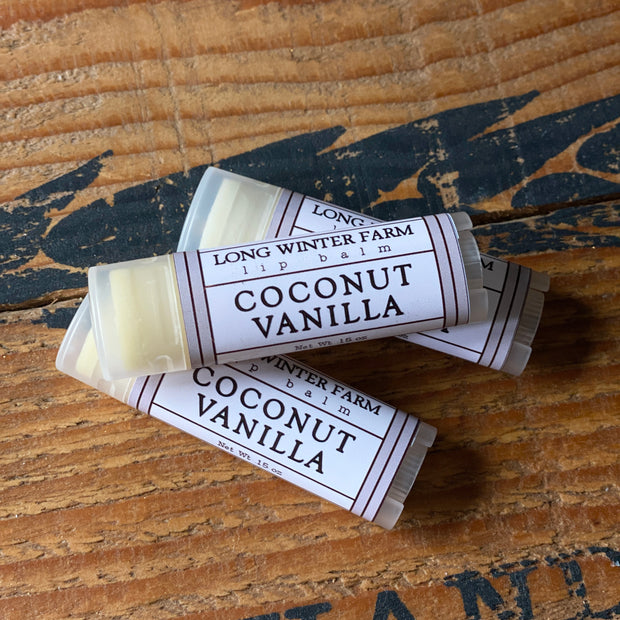 LONG W
LONG WINTER FARM
lip balm
COCONUT
VANILLA
Net Wt 15 oz
WINTER FARM
p balm
COCONUT
VANILLA
Net Wt 15 oz